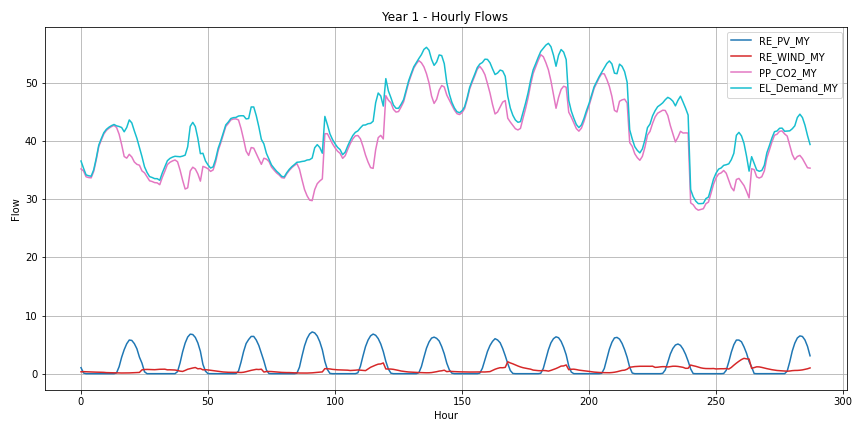 Year 1 - Hourly Flows
RE_PV_MY
RE_WIND_MY
PP_CO2_MY
EL_Demand_MY
Flow
50
40
30
20
10
0
0
50
100
150
200
250
300
Hour